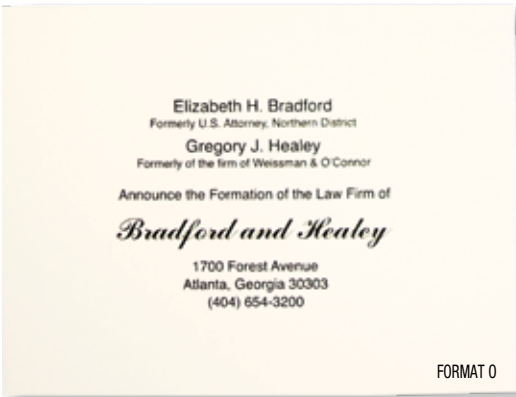 Elizabeth H. Bradford
Formerly U.S. Attorney, Northern District
Gregory J. Healey
Formerly of the firm of Weissman & O'Connor
Announce the Formation of the Law Firm of
Bradford and Healey
1700 Forest Avenue
Atlanta, Georgia 30303
(404) 654-3200
FORMAT O